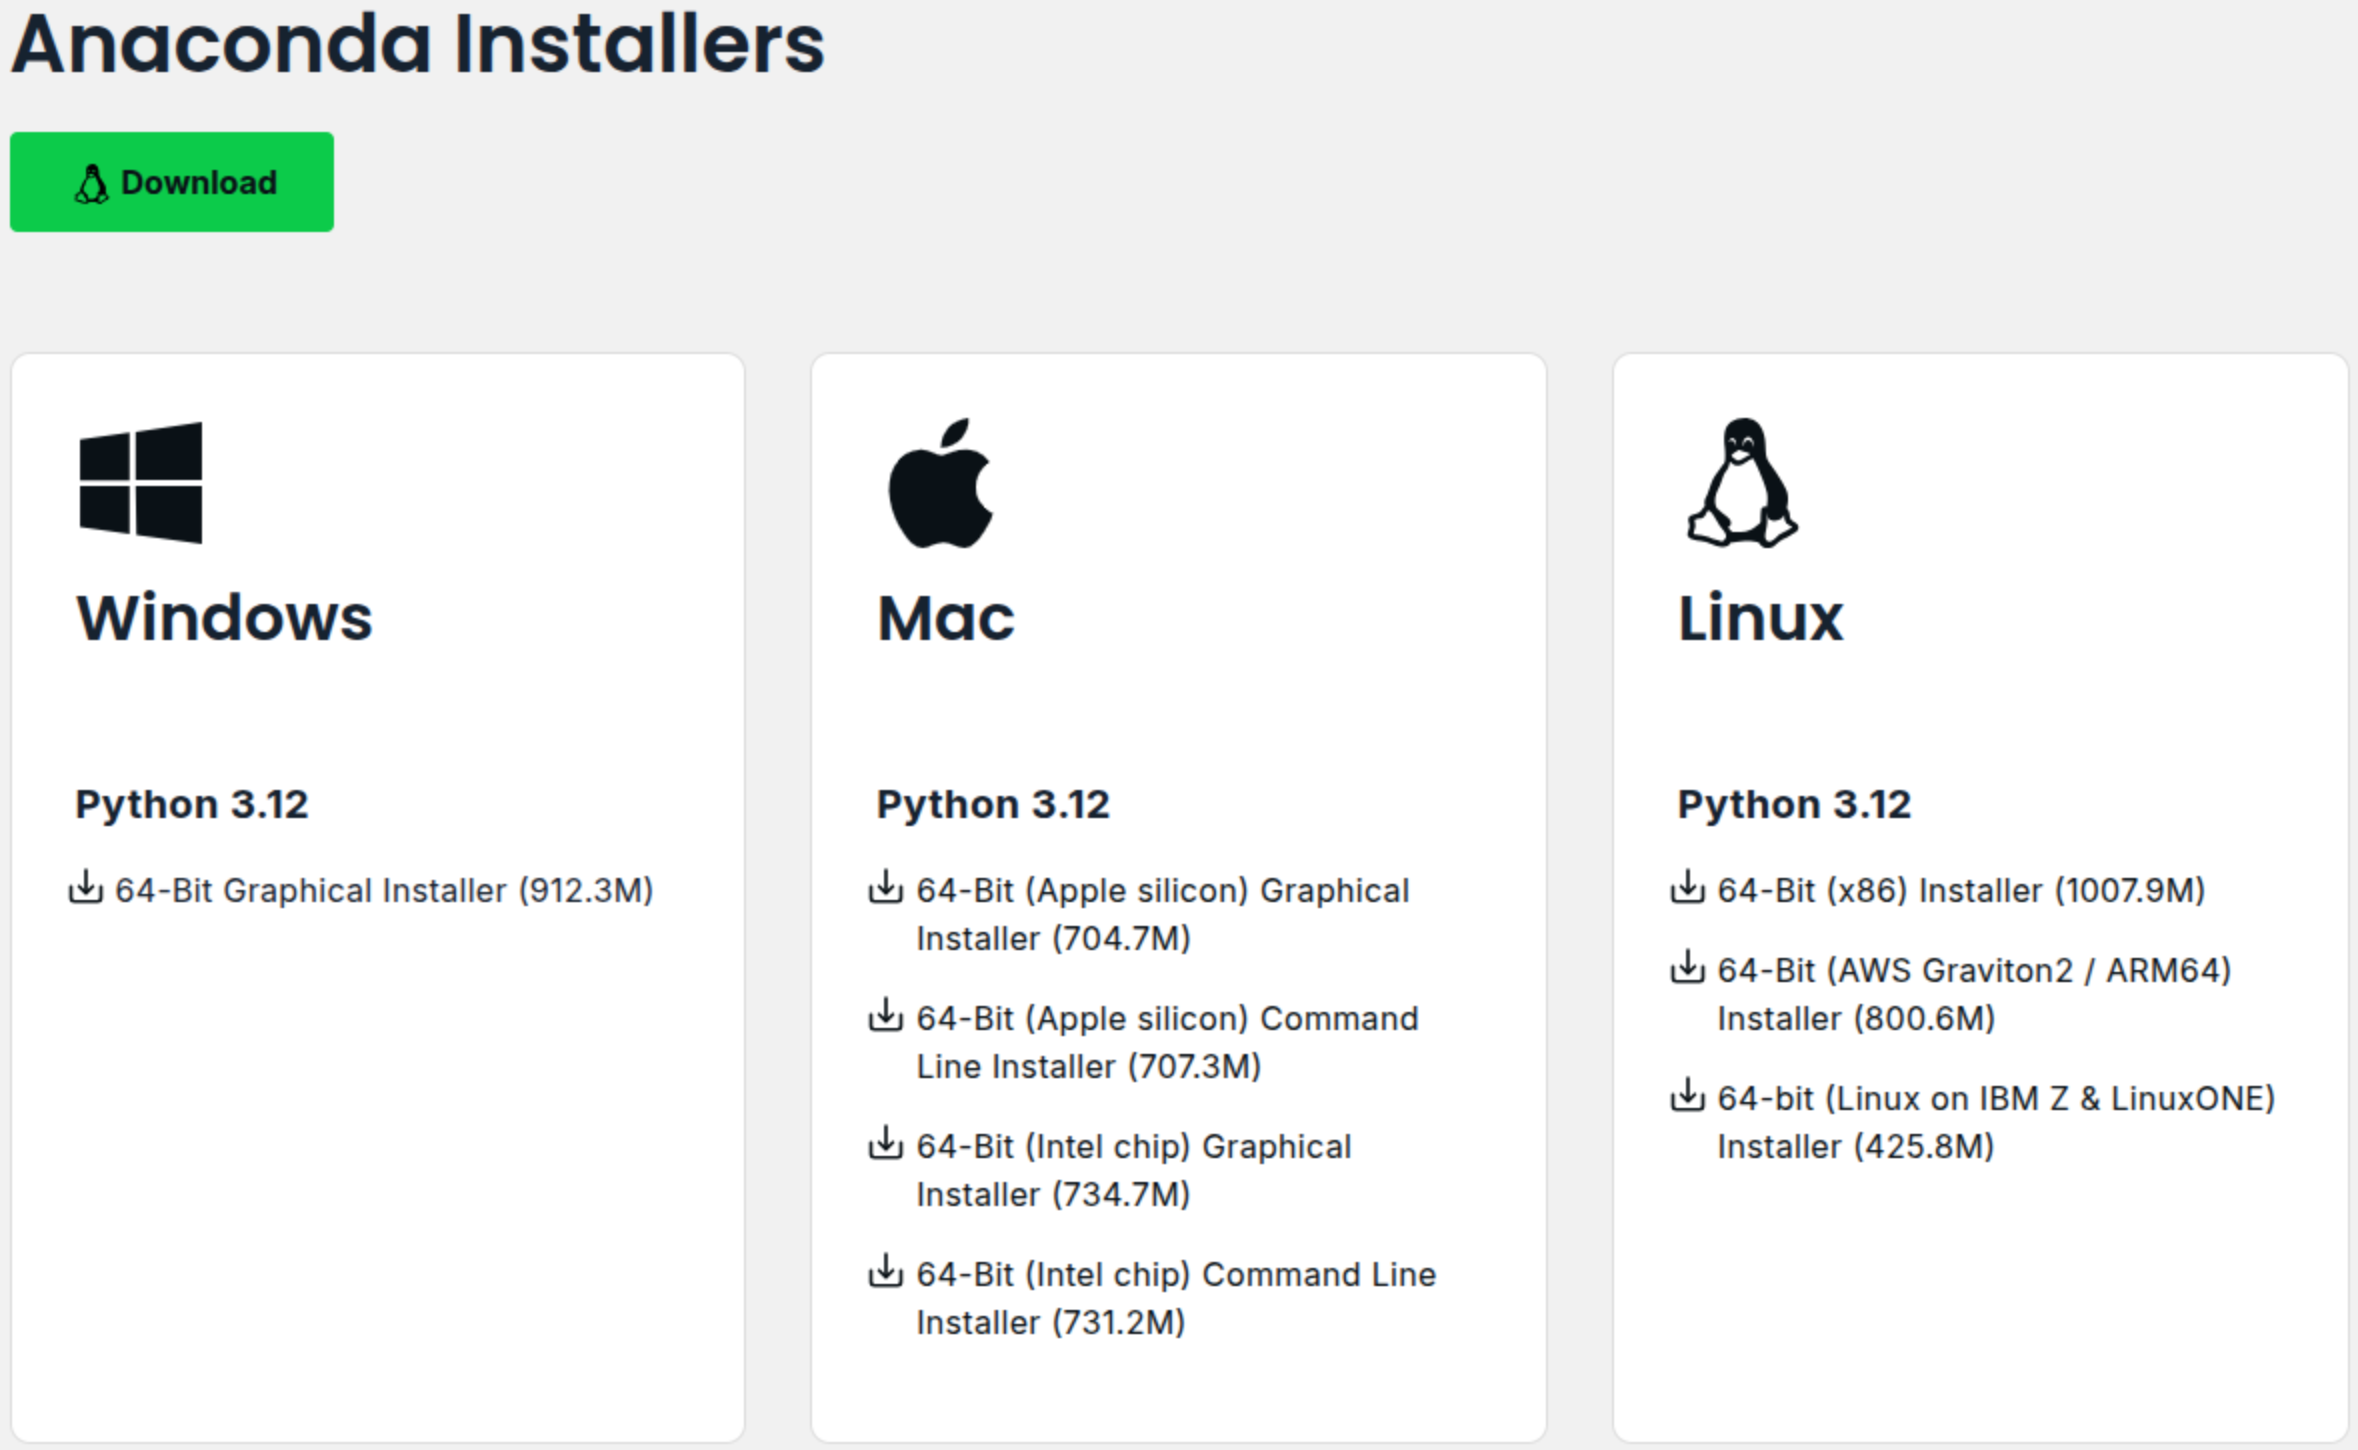 Anaconda Installers
Download
Windows
Python 3.12
64-Bit Graphical Installer (912.3M)
Mac
Python 3.12
64-Bit (Apple silicon) Graphical
Installer (704.7M)
64-Bit (Apple silicon) Command
Line Installer (707.3M)
64-Bit (Intel chip) Graphical
Installer (734.7M)
64-Bit (Intel chip) Command Line
Installer (731.2M)
Linux
Python 3.12
64-Bit (x86) Installer (1007.9M)
64-Bit (AWS Graviton2 / ARM64)
Installer (800.6M)
64-bit (Linux on IBM Z & LinuxONE)
Installer (425.8M)